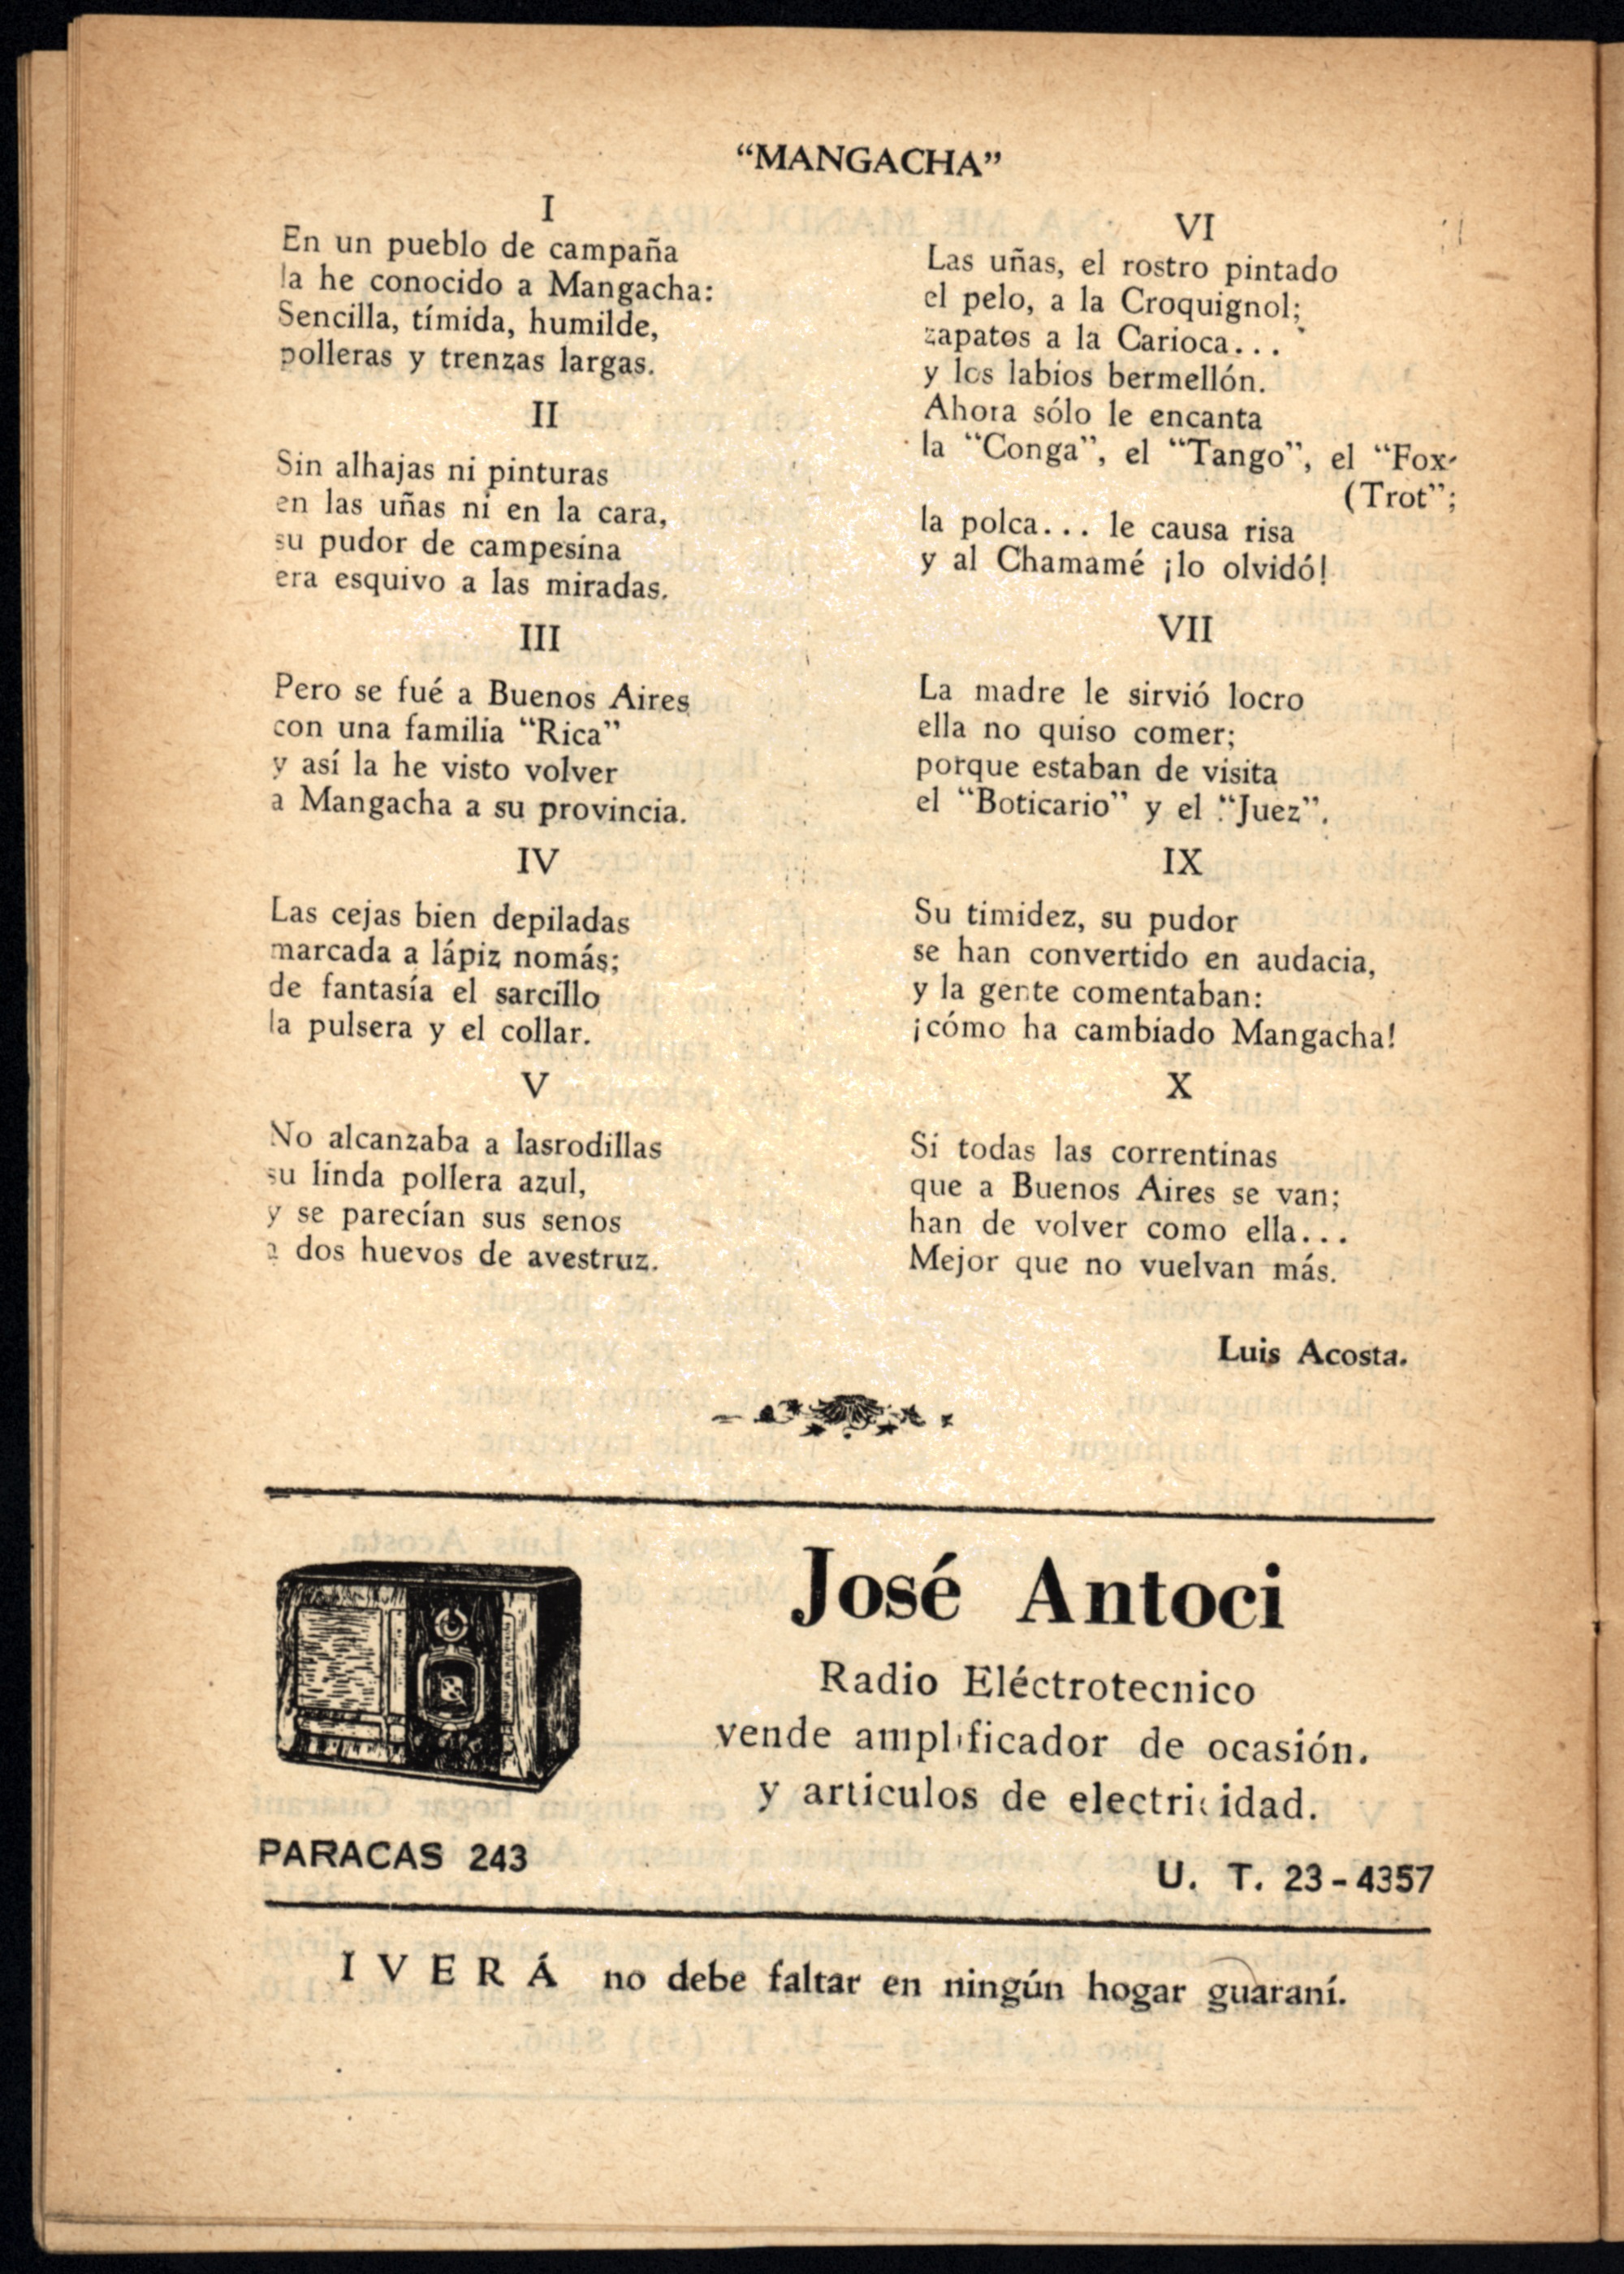 “MANGACHA”
I
En un pueblo de campaña
la he conocido a Mangacha:
Sencilla, tímida, humilde,
polleras y trenzas largas.
II
Sin alhajas ni pinturas
en las uñas ni en la cara,
su pudor de campesina
era esquivo a las miradas.
III
Pero se fué a Buenos Aires
con una familia “Rica”
y así la he visto volver
a Mangacha a su provincia.
IV
Las cejas bien depiladas
marcada a lápiz nomás;
de fantasía el sarcillo
la pulsera y el collar.
V
No alcanzaba a lasrodillas
su linda pollera azul,
y se parecían sus senos
a dos huevos de avestruz.
VI
Las uñas, el rostro pintado
el pelo, a la Croquignol;
zapatos a la Carioca...
y los labios bermellón.
Ahora sólo le encanta
la “Conga”, el “Tango”, el “Fox-
(Trot”;
la polca... le causa risa
y al Chamamé ¡lo olvidó!
VII
La madre le sirvió locro
ella no quiso comer;
porque estaban de visita
el “Boticario” y el “Juez”.
IX
Su timidez, su pudor
se han convertido en audacia,
y la gente comentaban:
¡cómo ha cambiado Mangacha!
X
Si todas las correntinas
que a Buenos Aires se van;
han de volver como ella...
Mejor que no vuelvan más.
Luis Acosta.
José Antoci
Radio Eléctrotecnico
vende amplificador de ocasión.
y articulos de electricidad.
PARACAS 243
U. T. 23-4357
IVERÁ no debe faltar en ningún hogar guaraní.